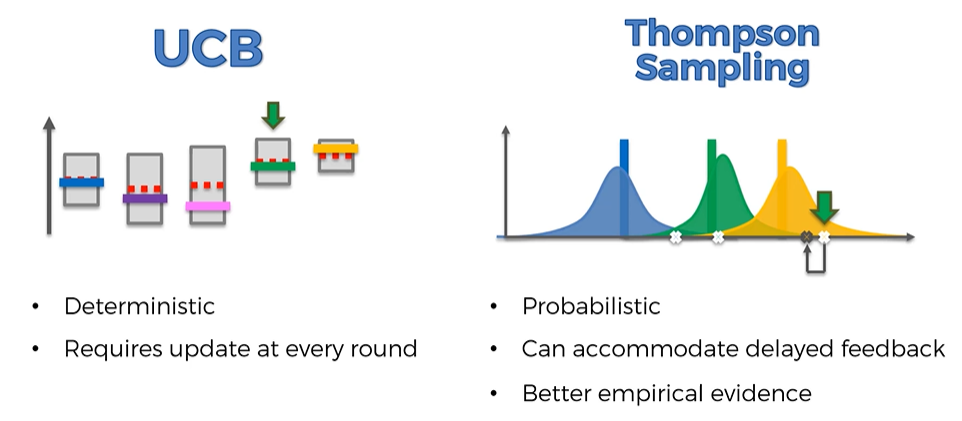 UCB
Deterministic
Requires update at every round
Thompson
Sampling
Probabilistic
Can accommodate delayed feedback
Better empirical evidence